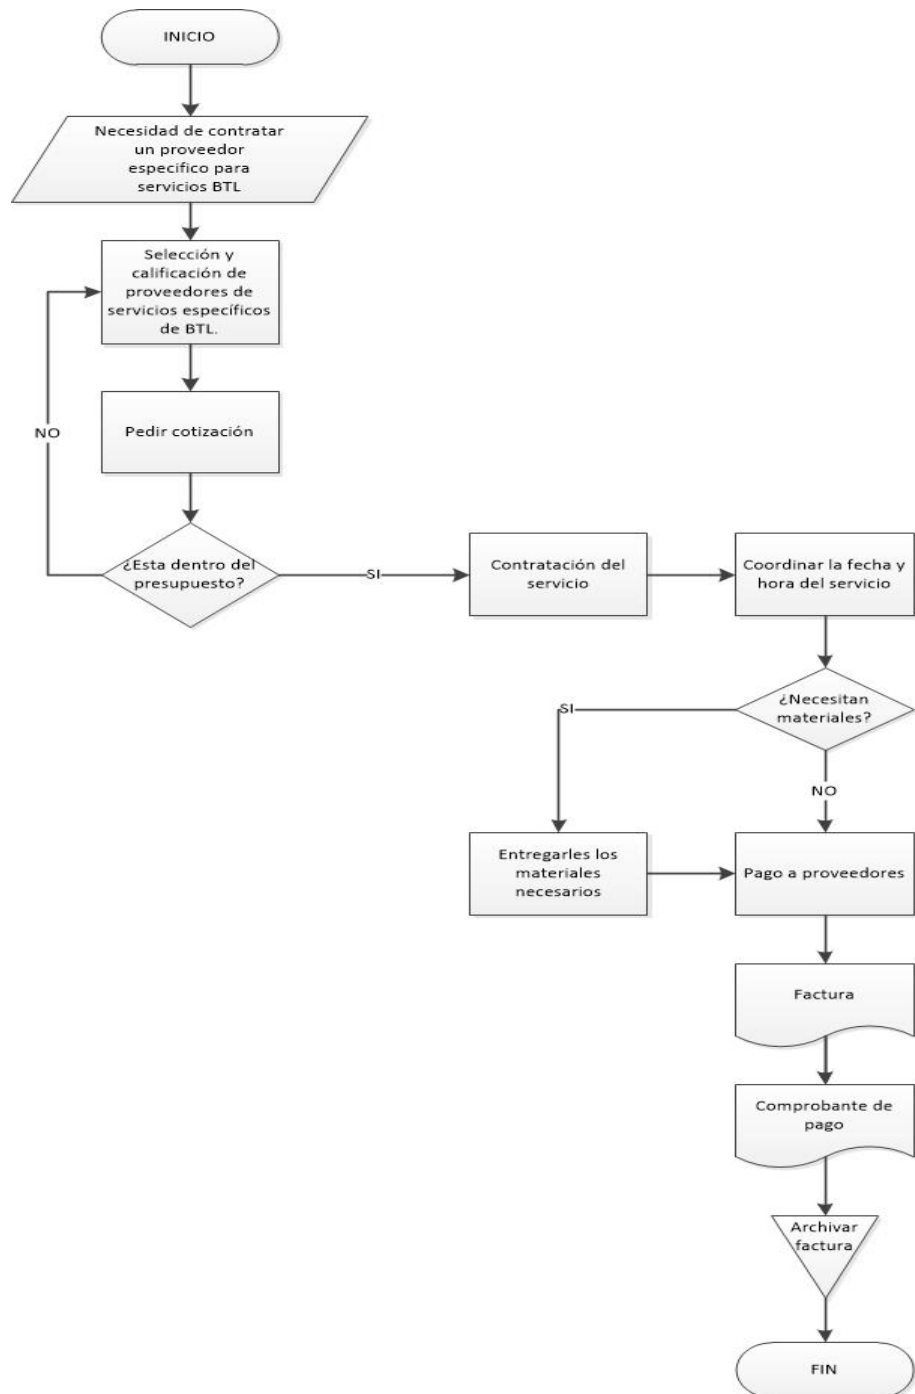 INICIO
Necesidad de contratar
un proveedor
especifico para
servicios BTL
Selección y
calificación de
proveedores de
servicios específicos
de BTL.
NO
Pedir cotización
¿Esta dentro del
presupuesto?
SI
Contratación del
servicio
Coordinar la fecha y
hora del servicio
¿Necesitan
materiales?
SI
NO
Entregarles los
materiales
necesarios
Pago a proveedores
Factura
Comprobante de
pago
Archivar
factura
FIN